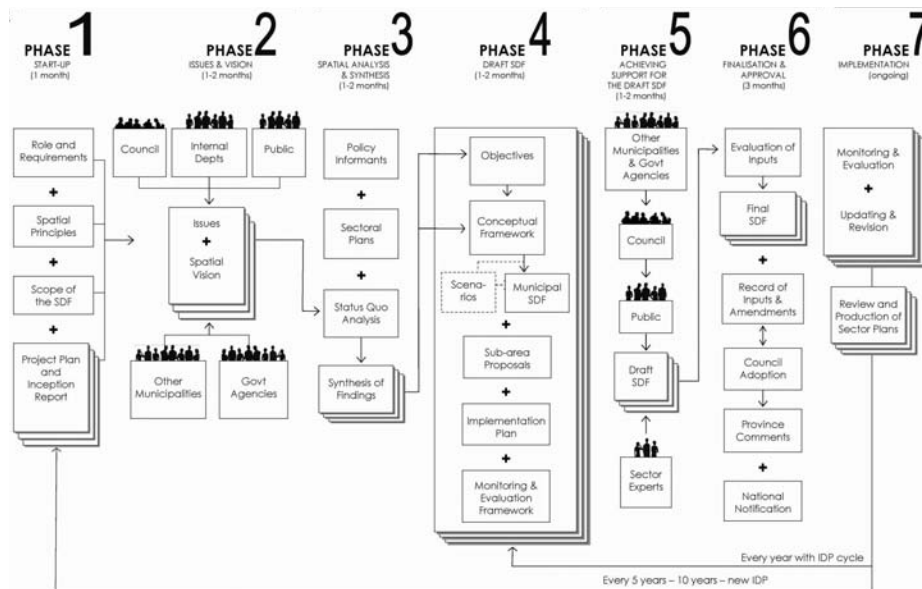 PHASE 1
START-UP
(1 month)
Role and
Requirements
+
Spatial
Principles
+
Scope of
the SDF
+
Project Plan
and
Inception
Report
PHASE 2
ISSUES & VISION
(1-2 months)
Council
Internal
Depts
Public
Issues
+
Spatial
Vision
Other
Municipalities
Govt
Agencies
PHASE 3
SPATIAL ANALYSIS
& SYNTHESIS
(1-2 months)
Policy
Informants
+
Sectoral
Plans
+
Status Quo
Analysis
Synthesis of
Findings
PHASE 4
DRAFT SDF
(1-2 months)
Objectives
Conceptual
Framework
Scena-
rios
Municipal
SDF
+
Sub-area
Proposals
+
Implementation
Plan
+
Monitoring &
Evaluation
Framework
PHASE 5
ACHIEVING
SUPPORT FOR
THE DRAFT SDF
(1-2 months)
Other
Municipalities
& Govt
Agencies
Council
Public
Draft
SDF
Sector
Experts
PHASE 6
FINALISATION &
APPROVAL
(3 months)
Evaluation of
Inputs
Final
SDF
+
Record of
Inputs &
Amendments
Council
Adoption
Province
Comments
+
National
Notification
PHASE 7
IMPLEMENTATION
(ongoing)
Monitoring &
Evaluation
+
Updating &
Revision
Review and
Production of
Sector Plans
Every year with IDP cycle
Every 5 years – 10 years – new IDP